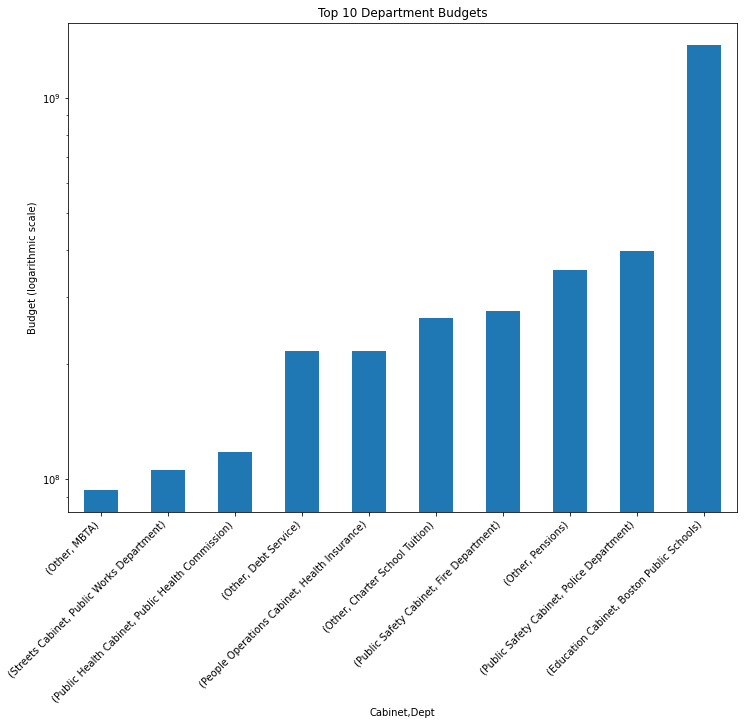 Top 10 Department Budgets
10⁹
10⁸
Budget (logarithmic scale)
(Other, MBTA)
(Streets Cabinet, Public Works Department)
(Public Health Cabinet, Public Health Commission)
(Other, Debt Service)
(People Operations Cabinet, Health Insurance)
(Other, Charter School Tuition)
(Public Safety Cabinet, Fire Department)
(Other, Pensions)
(Public Safety Cabinet, Police Department)
(Education Cabinet, Boston Public Schools)
Cabinet,Dept